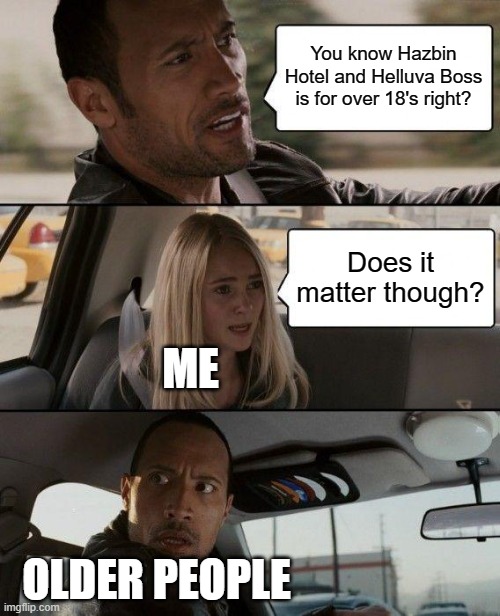 You know Hazbin
Hotel and Helluva Boss
is for over 18's right?
Does it
matter though?
ME
OLDER PEOPLE
imgflip.com